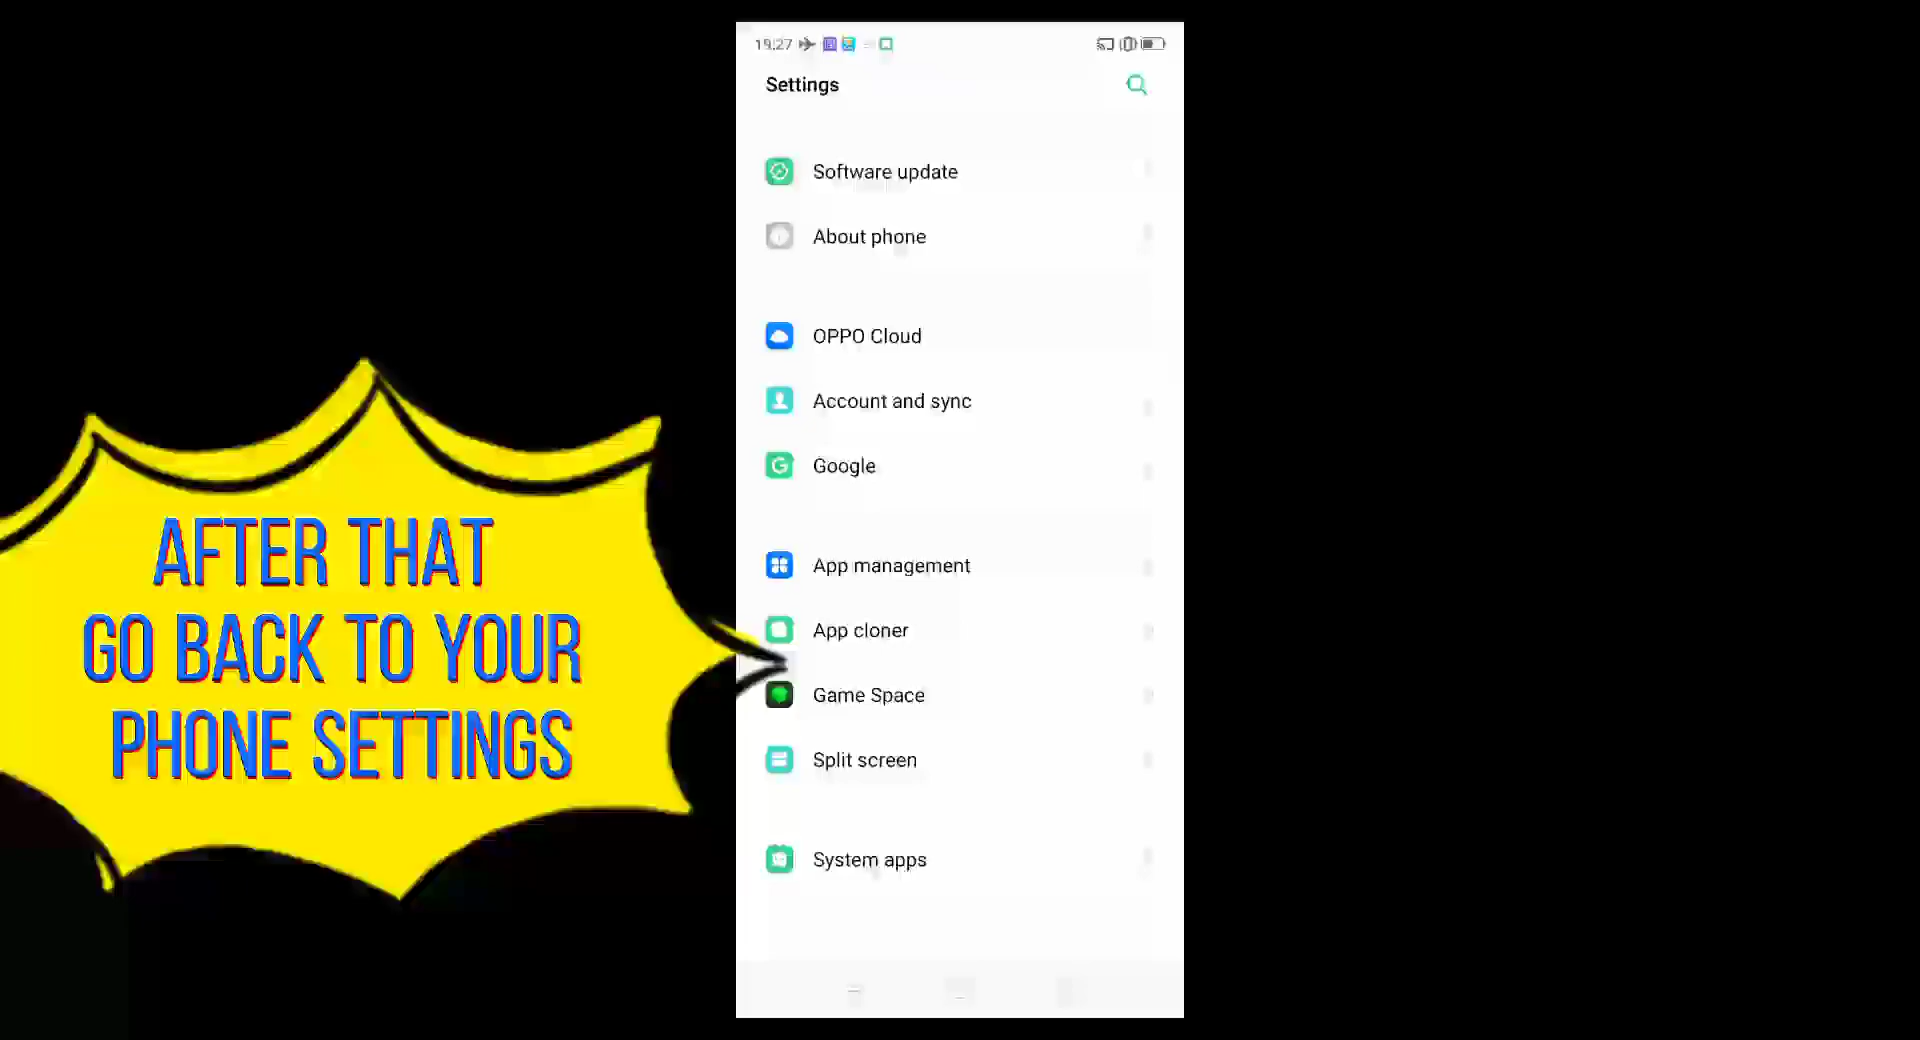 19:27
Settings
Software update
About phone
OPPO Cloud
Account and sync
Google
App management
App cloner
Game Space
Split screen
System apps
AFTER THAT
GO BACK TO YOUR
PHONE SETTINGS